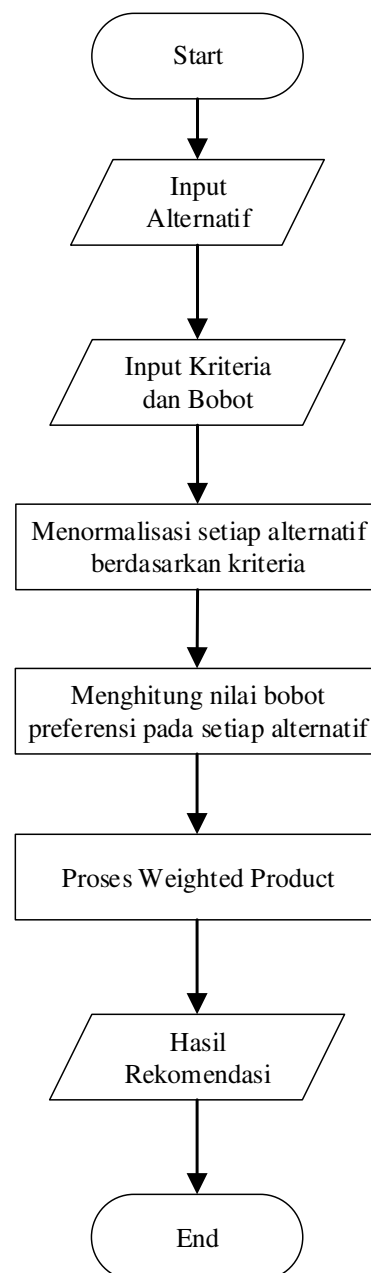 Start
Input
Alternatif
Input Kriteria
dan Bobot
Menormalisasi setiap alternatif
berdasarkan kriteria
Menghitung nilai bobot
preferensi pada setiap alternatif
Proses Weighted Product
Hasil
Rekomendasi
End